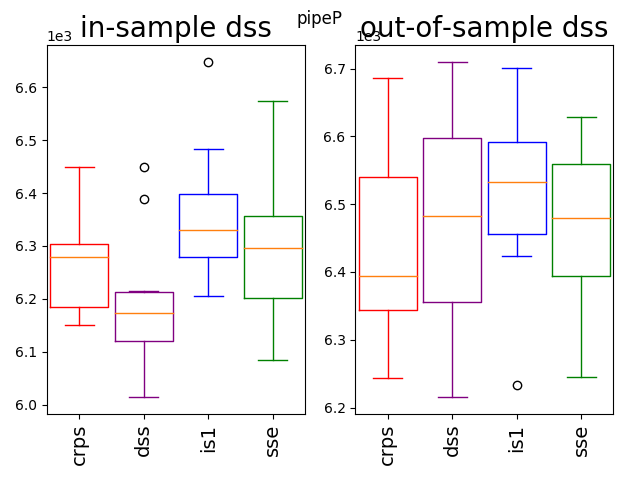 pipeP
in-sample dss
out-of-sample dss
1e3
6.6
6.5
6.4
6.3
6.2
6.1
6.0
crps
dss
is1
sse
1e3
6.7
6.6
6.5
6.4
6.3
6.2
crps
dss
is1
sse